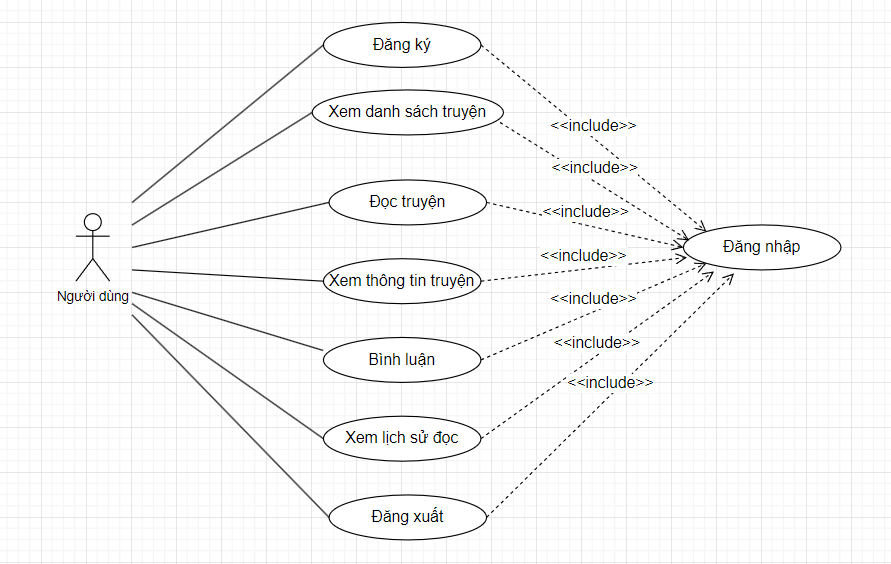 Đăng ký
Xem danh sách truyện
<<include>>
<<include>>
Đọc truyện
<<include>>
Đăng nhập
<<include>>
Xem thông tin truyện
Người dùng
<<include>>
<<include>>
Bình luận
<<include>>
Xem lịch sử đọc
Đăng xuất